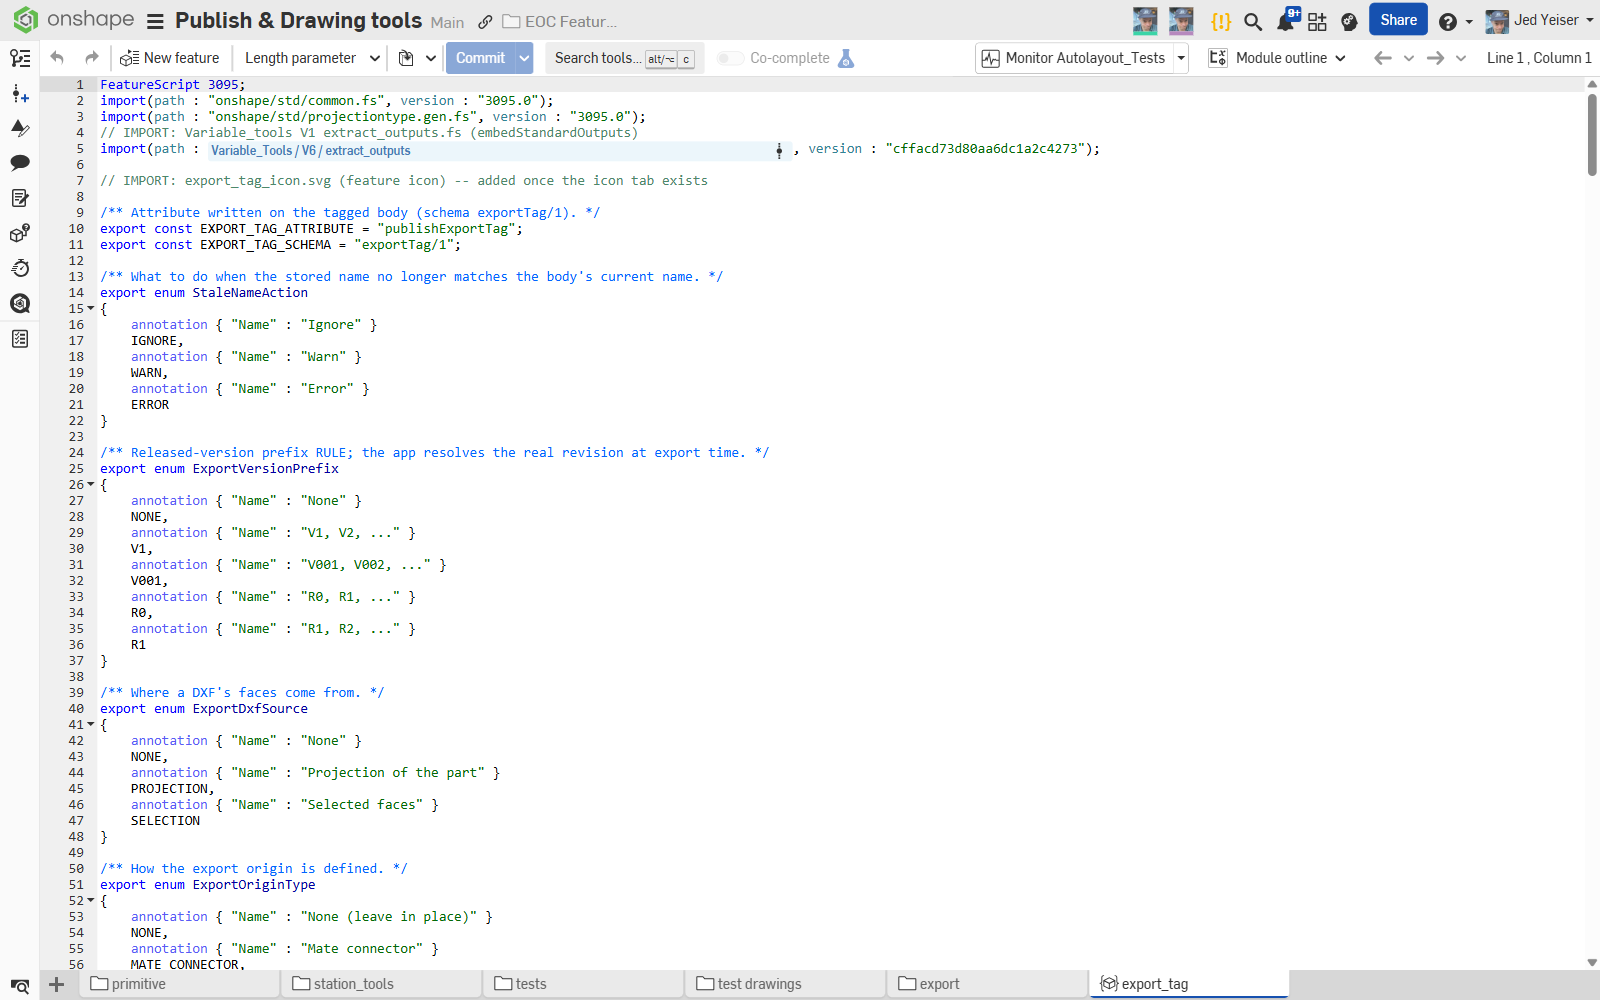 onshape Publish & Drawing tools Main EOC Featur... 9+ Share Jed Yeiser
New feature Length parameter Commit Search tools... alt/⌥ c Co-complete Monitor Autolayout_Tests Module outline Line 1 , Column 1
1 FeatureScript 3095;
2 import(path : "onshape/std/common.fs", version : "3095.0");
3 import(path : "onshape/std/projectiontype.gen.fs", version : "3095.0");
4 // IMPORT: Variable_tools V1 extract_outputs.fs (embedStandardOutputs)
5 import(path : Variable_Tools / V6 / extract_outputs , version : "cffacd73d80aa6dc1a2c4273");
6
7 // IMPORT: export_tag_icon.svg (feature icon) -- added once the icon tab exists
8
9 /** Attribute written on the tagged body (schema exportTag/1). */
10 export const EXPORT_TAG_ATTRIBUTE = "publishExportTag";
11 export const EXPORT_TAG_SCHEMA = "exportTag/1";
12
13 /** What to do when the stored name no longer matches the body's current name. */
14 export enum StaleNameAction
15 {
16 annotation { "Name" : "Ignore" }
17 IGNORE,
18 annotation { "Name" : "Warn" }
19 WARN,
20 annotation { "Name" : "Error" }
21 ERROR
22 }
23
24 /** Released-version prefix RULE; the app resolves the real revision at export time. */
25 export enum ExportVersionPrefix
26 {
27 annotation { "Name" : "None" }
28 NONE,
29 annotation { "Name" : "V1, V2, ..." }
30 V1,
31 annotation { "Name" : "V001, V002, ..." }
32 V001,
33 annotation { "Name" : "R0, R1, ..." }
34 R0,
35 annotation { "Name" : "R1, R2, ..." }
36 R1
37 }
38
39 /** Where a DXF's faces come from. */
40 export enum ExportDxfSource
41 {
42 annotation { "Name" : "None" }
43 NONE,
44 annotation { "Name" : "Projection of the part" }
45 PROJECTION,
46 annotation { "Name" : "Selected faces" }
47 SELECTION
48 }
49
50 /** How the export origin is defined. */
51 export enum ExportOriginType
52 {
53 annotation { "Name" : "None (leave in place)" }
54 NONE,
55 annotation { "Name" : "Mate connector" }
56 MATE_CONNECTOR,
primitive station_tools tests test drawings export export_tag